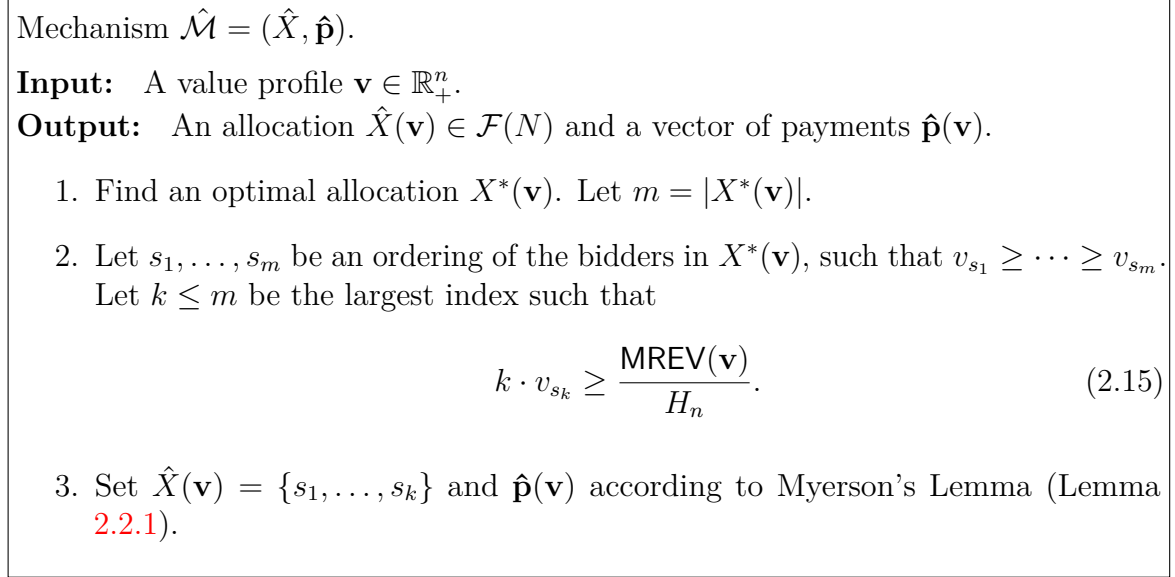 Mechanism $\hat{\mathcal{M}} = (\hat{X}, \hat{\mathbf{p}})$.
**Input:** A value profile $\mathbf{v} \in \mathbb{R}^n_+$.
**Output:** An allocation $\hat{X}(\mathbf{v}) \in \mathcal{F}(N)$ and a vector of payments $\hat{\mathbf{p}}(\mathbf{v})$.
1. Find an optimal allocation $X^*(\mathbf{v})$. Let $m = |X^*(\mathbf{v})|$.
2. Let $s_1, \ldots, s_m$ be an ordering of the bidders in $X^*(\mathbf{v})$, such that $v_{s_1} \geq \cdots \geq v_{s_m}$.
Let $k \leq m$ be the largest index such that
$$k \cdot v_{s_k} \geq \frac{\mathsf{MREV}(\mathbf{v})}{H_n}. \quad (2.15)$$
3. Set $\hat{X}(\mathbf{v}) = \{s_1, \ldots, s_k\}$ and $\hat{\mathbf{p}}(\mathbf{v})$ according to Myerson's Lemma (Lemma
2.2.1).